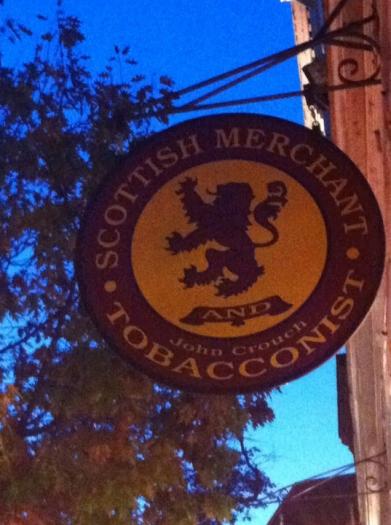 SCOTTISH MERCHANT
AND
John Crouch
TOBACCONIST